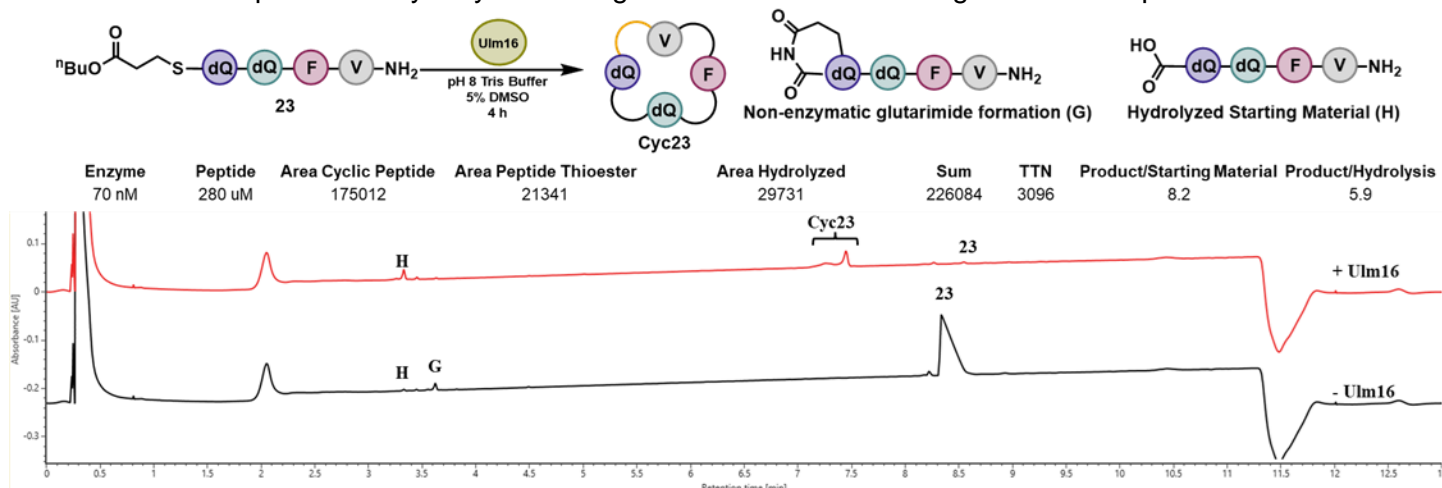 O
ⁿBuO
S
dQ
dQ
F
V
NH₂
23
Ulm16
pH 8 Tris Buffer
5% DMSO
4 h
V
dQ
F
dQ
Cyc23
O
HN
O
dQ
dQ
F
V
NH₂
Non-enzymatic glutarimide formation (G)
HO
O
dQ
dQ
F
V
NH₂
Hydrolyzed Starting Material (H)
Enzyme Peptide Area Cyclic Peptide Area Peptide Thioester Area Hydrolyzed Sum TTN Product/Starting Material Product/Hydrolysis
70 nM 280 uM 175012 21341 29731 226084 3096 8.2 5.9
Absorbance [AU]
0.1
0
-0.1
-0.2
-0.3
H
Cyc23
23
+ Ulm16
H
G
23
- Ulm16
0 0.5 1 1.5 2 2.5 3 3.5 4 4.5 5 5.5 6 6.5 7 7.5 8 8.5 9 9.5 10 10.5 11 11.5 12 12.5